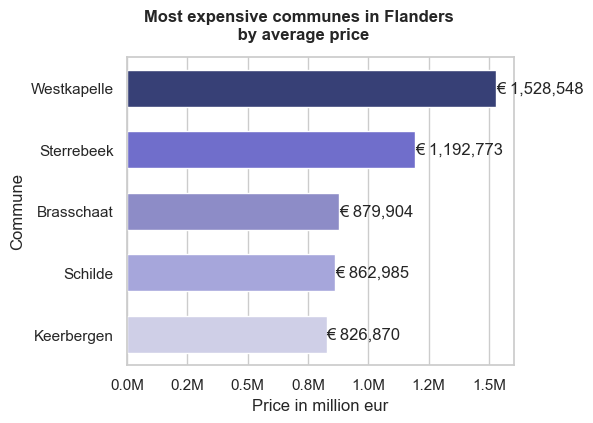 Most expensive communes in Flanders
by average price
Commune
Westkapelle
€ 1,528,548
Sterrebeek
€ 1,192,773
Brasschaat
€ 879,904
Schilde
€ 862,985
Keerbergen
€ 826,870
0.0M 0.2M 0.5M 0.8M 1.0M 1.2M 1.5M
Price in million eur